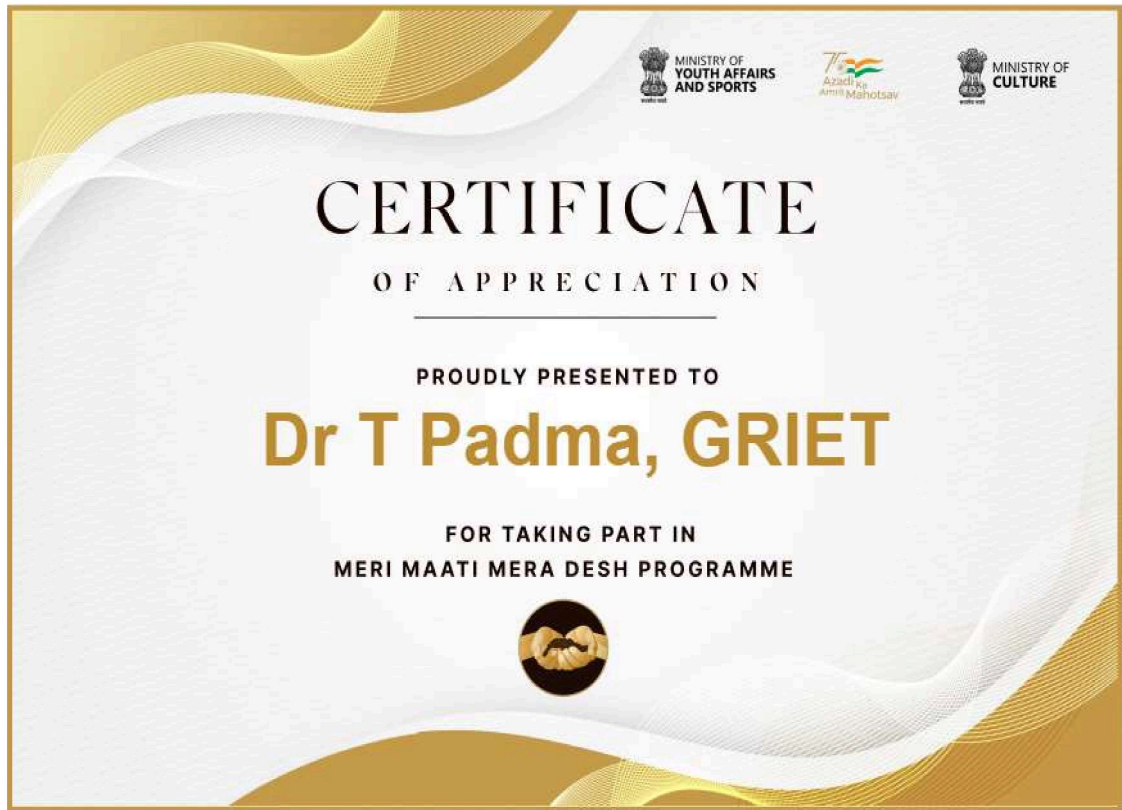 MINISTRY OF
YOUTH AFFAIRS
AND SPORTS
Azadi Ka
Amrit Mahotsav
MINISTRY OF
CULTURE
CERTIFICATE
OF APPRECIATION
PROUDLY PRESENTED TO
Dr T Padma, GRIET
FOR TAKING PART IN
MERI MAATI MERA DESH PROGRAMME